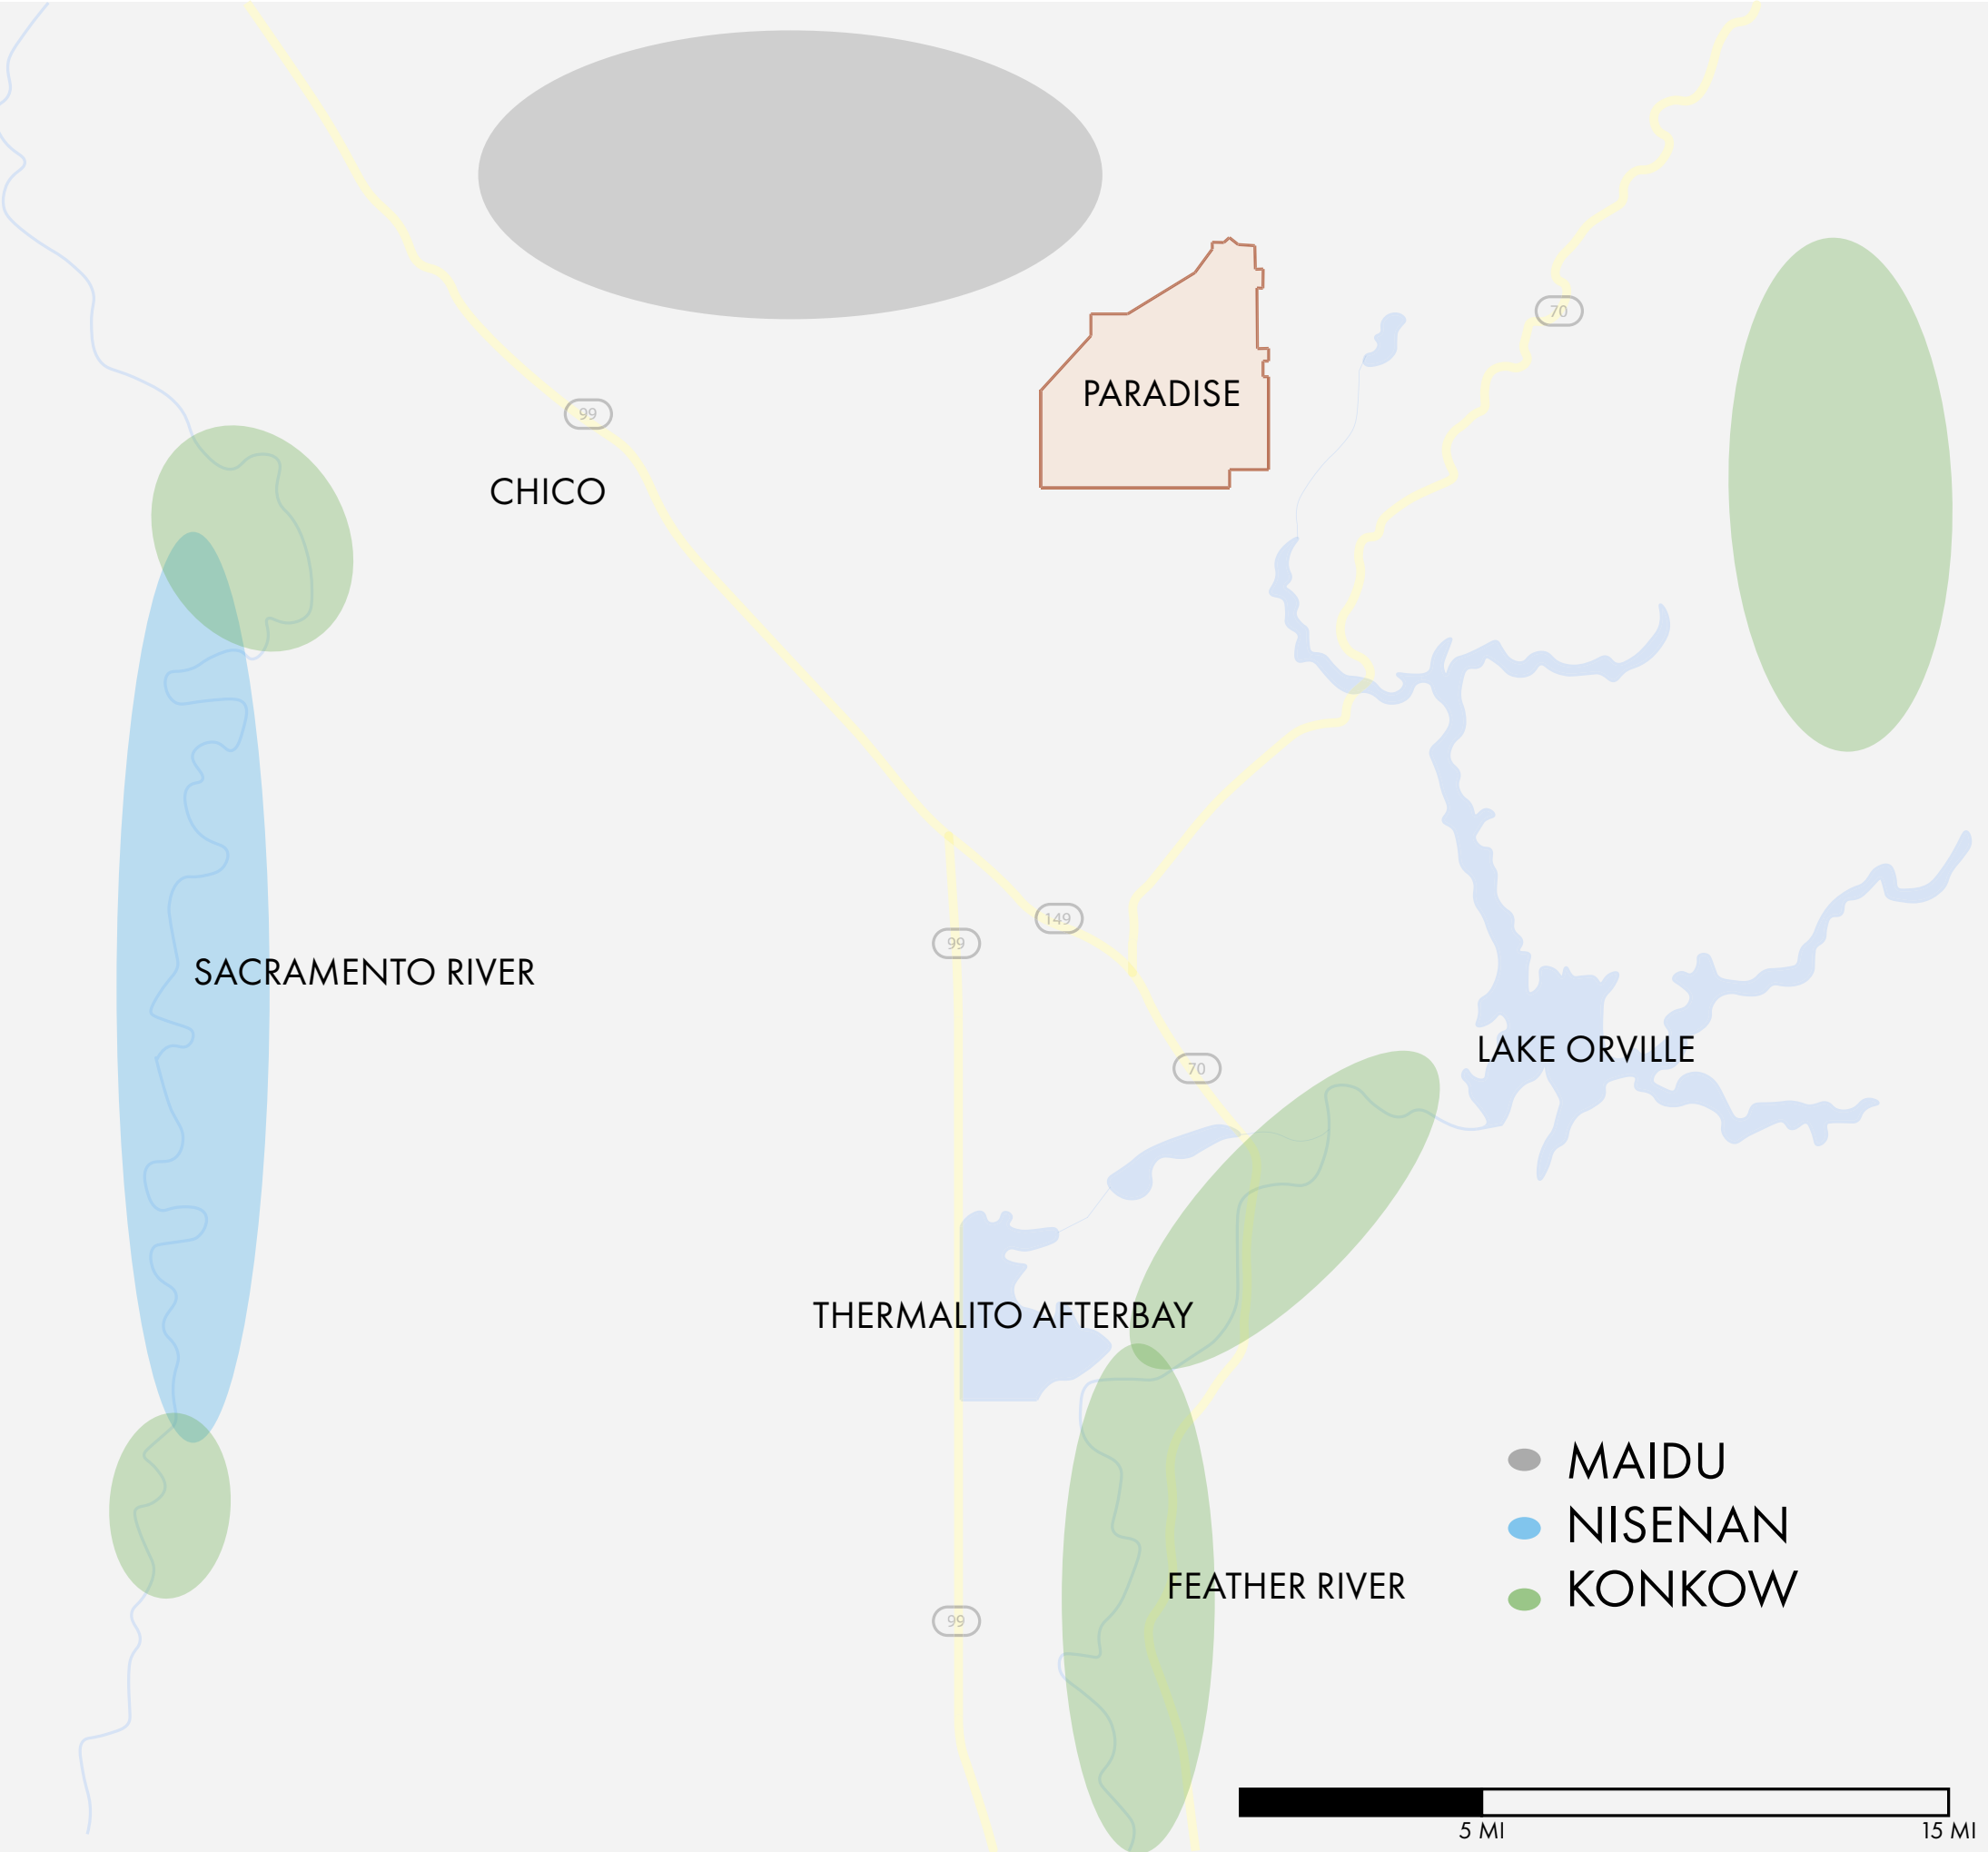 70
PARADISE
99
CHICO
149
99
SACRAMENTO RIVER
LAKE ORVILLE
70
THERMALITO AFTERBAY
MAIDU
NISENAN
KONKOW
FEATHER RIVER
99
5 MI
15 MI